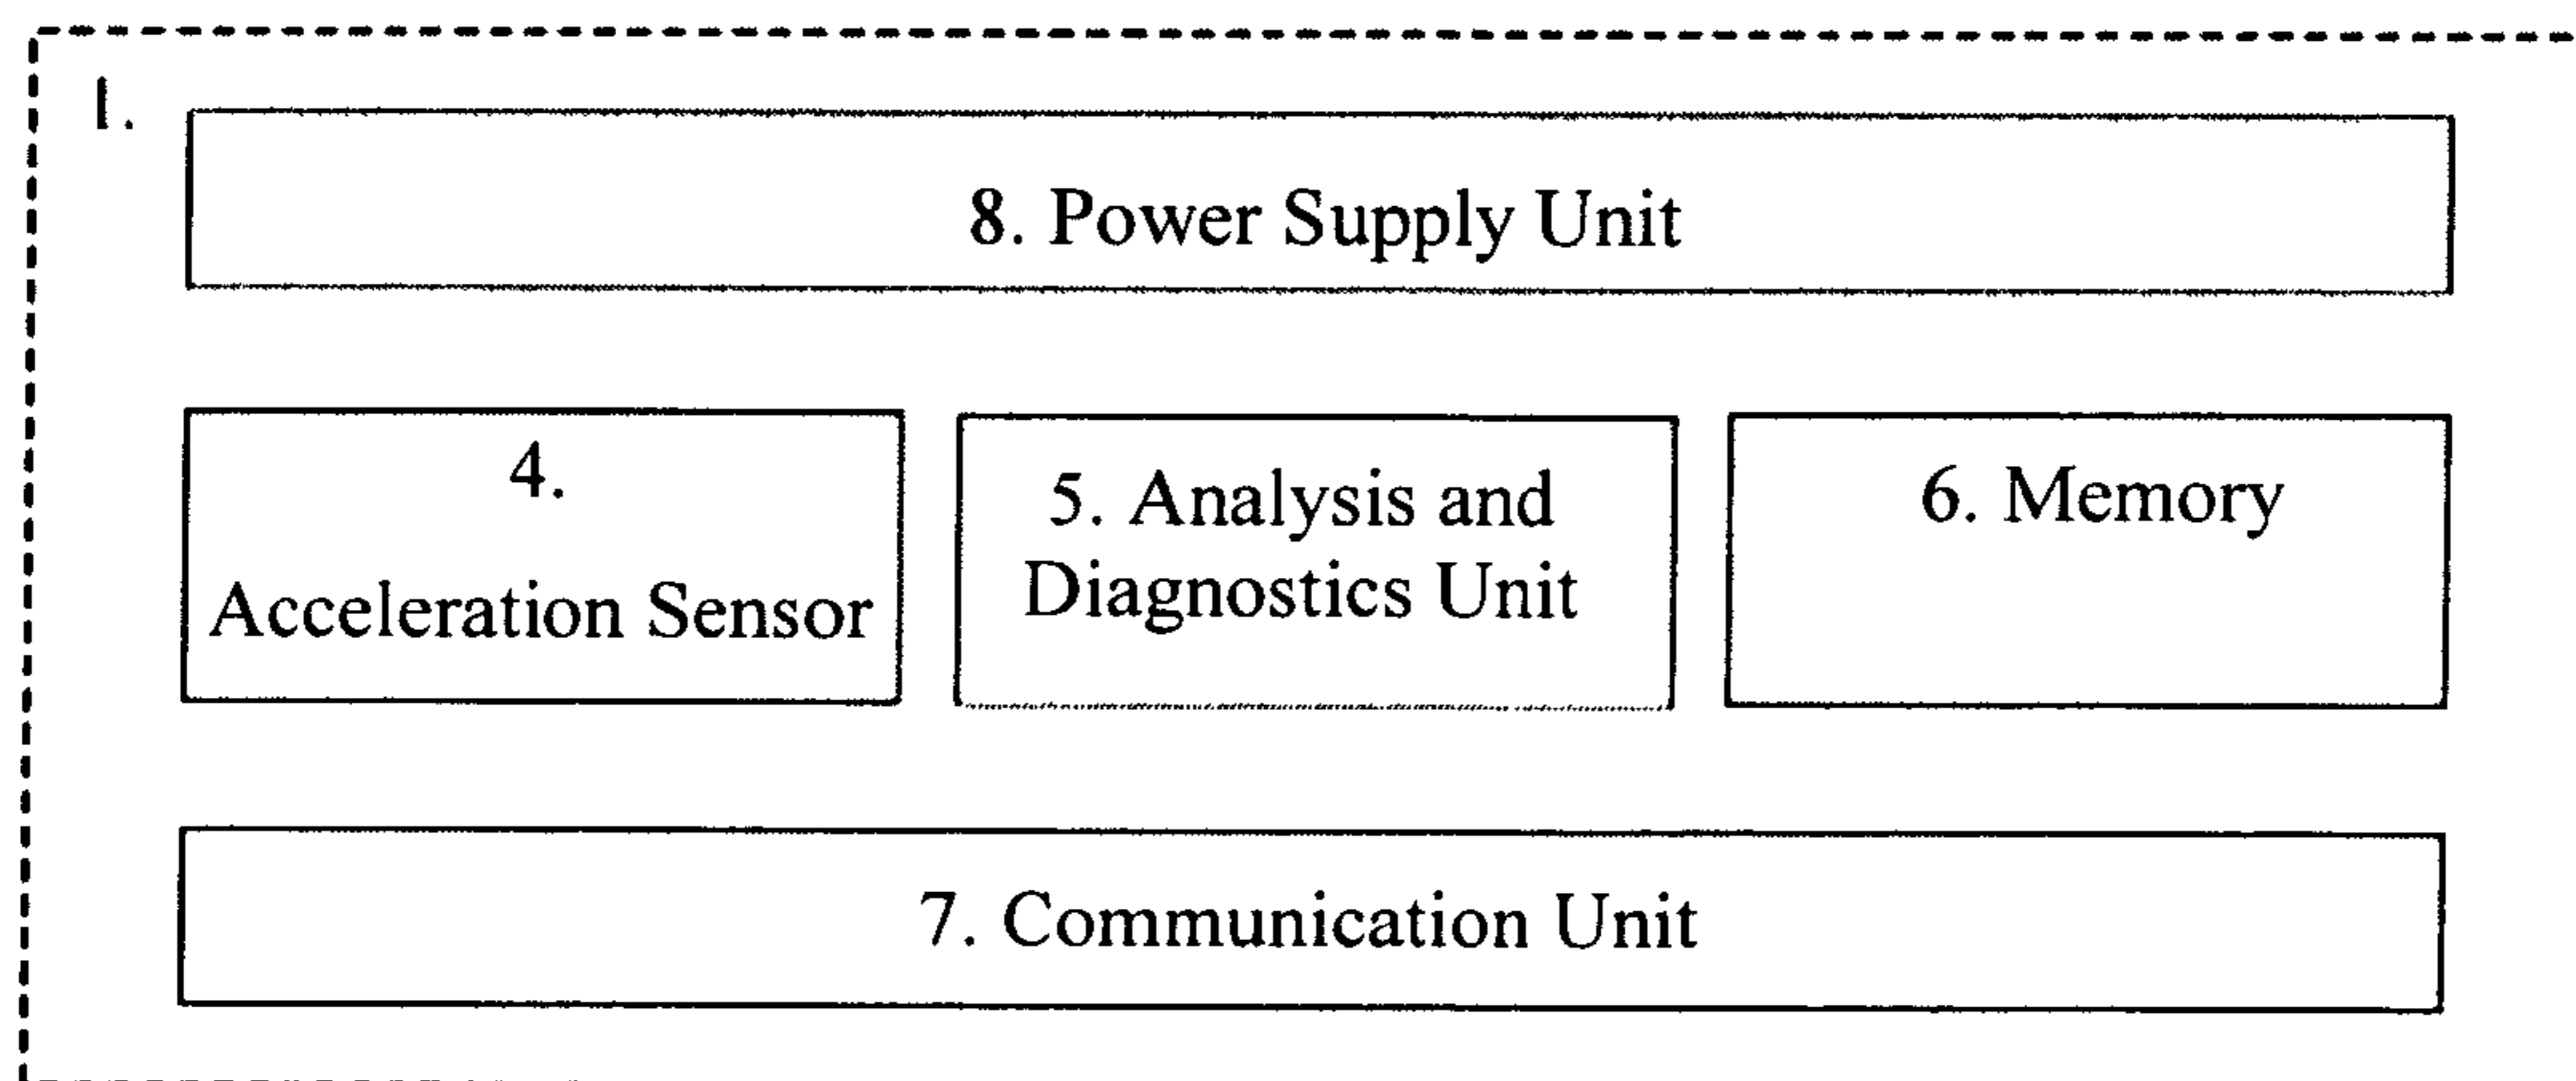 1.
8. Power Supply Unit
4.
Acceleration Sensor
5. Analysis and
Diagnostics Unit
6. Memory
7. Communication Unit